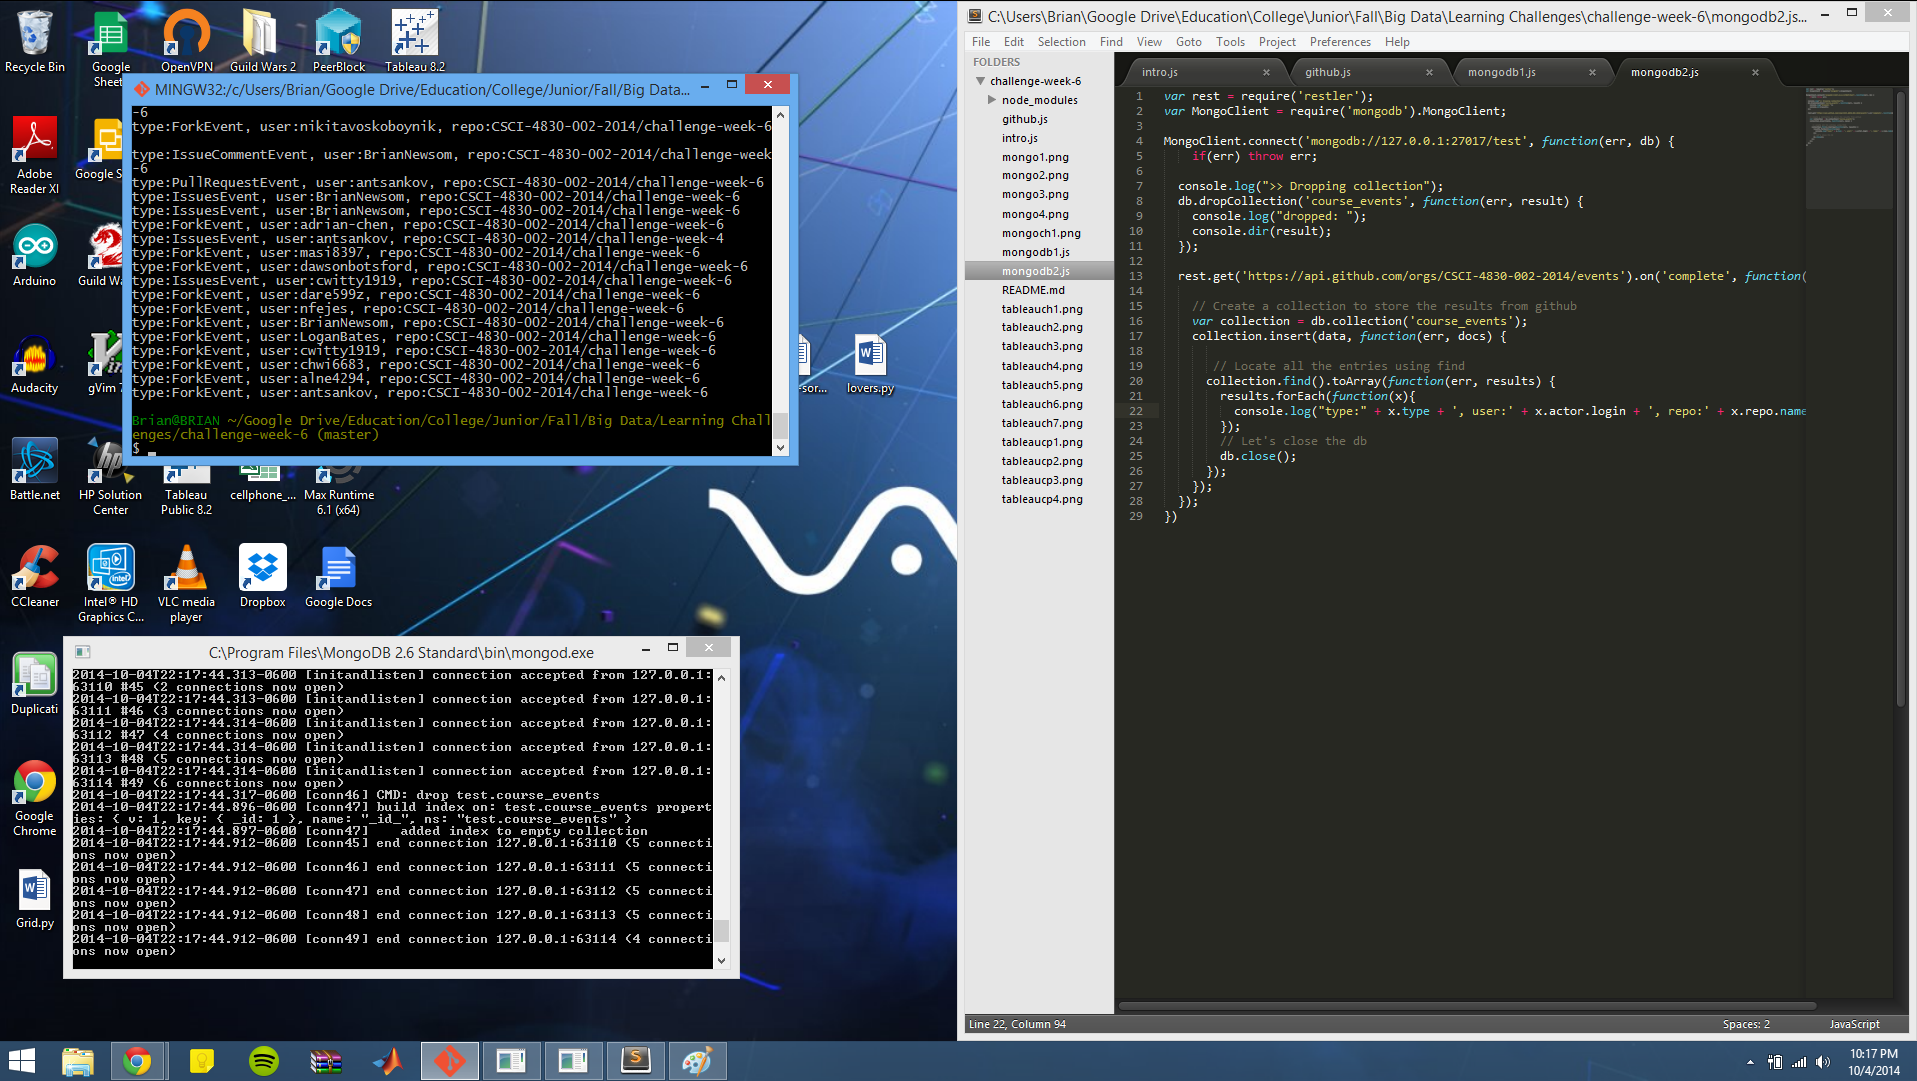 Recycle Bin
Google Sheet
OpenVPN
Guild Wars 2
PeerBlock
Tableau 8.2
Adobe Reader XI
Google S
Arduino
Guild Wa
Audacity
gVim 7
-sor...
lovers.py
Battle.net
HP Solution Center
Tableau Public 8.2
cellphone_...
Max Runtime 6.1 (x64)
CCleaner
Intel® HD Graphics C...
VLC media player
Dropbox
Google Docs
Duplicati
Google Chrome
Grid.py
MINGW32:/c/Users/Brian/Google Drive/Education/College/Junior/Fall/Big Data...
-6
type:ForkEvent, user:nikitavoskoboynik, repo:CSCI-4830-002-2014/challenge-week-6
type:IssueCommentEvent, user:BrianNewsom, repo:CSCI-4830-002-2014/challenge-week
-6
type:PullRequestEvent, user:antsankov, repo:CSCI-4830-002-2014/challenge-week-6
type:IssuesEvent, user:BrianNewsom, repo:CSCI-4830-002-2014/challenge-week-6
type:IssuesEvent, user:BrianNewsom, repo:CSCI-4830-002-2014/challenge-week-6
type:ForkEvent, user:adrian-chen, repo:CSCI-4830-002-2014/challenge-week-6
type:IssuesEvent, user:antsankov, repo:CSCI-4830-002-2014/challenge-week-4
type:ForkEvent, user:masi8397, repo:CSCI-4830-002-2014/challenge-week-6
type:ForkEvent, user:dawsonbotsford, repo:CSCI-4830-002-2014/challenge-week-6
type:IssuesEvent, user:cwitty1919, repo:CSCI-4830-002-2014/challenge-week-6
type:ForkEvent, user:dare599z, repo:CSCI-4830-002-2014/challenge-week-6
type:ForkEvent, user:nfejes, repo:CSCI-4830-002-2014/challenge-week-6
type:ForkEvent, user:BrianNewsom, repo:CSCI-4830-002-2014/challenge-week-6
type:ForkEvent, user:LoganBates, repo:CSCI-4830-002-2014/challenge-week-6
type:ForkEvent, user:cwitty1919, repo:CSCI-4830-002-2014/challenge-week-6
type:ForkEvent, user:chwi6683, repo:CSCI-4830-002-2014/challenge-week-6
type:ForkEvent, user:alne4294, repo:CSCI-4830-002-2014/challenge-week-6
type:ForkEvent, user:antsankov, repo:CSCI-4830-002-2014/challenge-week-6
Brian@BRIAN ~/Google Drive/Education/College/Junior/Fall/Big Data/Learning Chall
enges/challenge-week-6 (master)
$
C:\Program Files\MongoDB 2.6 Standard\bin\mongod.exe
2014-10-04T22:17:44.313-0600 [initandlisten] connection accepted from 127.0.0.1:
63110 #45 (2 connections now open)
2014-10-04T22:17:44.313-0600 [initandlisten] connection accepted from 127.0.0.1:
63111 #46 (3 connections now open)
2014-10-04T22:17:44.314-0600 [initandlisten] connection accepted from 127.0.0.1:
63112 #47 (4 connections now open)
2014-10-04T22:17:44.314-0600 [initandlisten] connection accepted from 127.0.0.1:
63113 #48 (5 connections now open)
2014-10-04T22:17:44.314-0600 [initandlisten] connection accepted from 127.0.0.1:
63114 #49 (6 connections now open)
2014-10-04T22:17:44.317-0600 [conn46] CMD: drop test.course_events
2014-10-04T22:17:44.896-0600 [conn47] build index on: test.course_events propert
ies: { v: 1, key: { _id: 1 }, name: "_id_", ns: "test.course_events" }
2014-10-04T22:17:44.897-0600 [conn47] added index to empty collection
2014-10-04T22:17:44.912-0600 [conn45] end connection 127.0.0.1:63110 (5 connecti
ons now open)
2014-10-04T22:17:44.912-0600 [conn46] end connection 127.0.0.1:63111 (5 connecti
ons now open)
2014-10-04T22:17:44.912-0600 [conn47] end connection 127.0.0.1:63112 (5 connecti
ons now open)
2014-10-04T22:17:44.912-0600 [conn48] end connection 127.0.0.1:63113 (5 connecti
ons now open)
2014-10-04T22:17:44.912-0600 [conn49] end connection 127.0.0.1:63114 (4 connecti
ons now open)
C:\Users\Brian\Google Drive\Education\College\Junior\Fall\Big Data\Learning Challenges\challenge-week-6\mongodb2.js...
File Edit Selection Find View Goto Tools Project Preferences Help
FOLDERS
challenge-week-6
node_modules
github.js
intro.js
mongo1.png
mongo2.png
mongo3.png
mongo4.png
mongoch1.png
mongodb1.js
mongodb2.js
README.md
tableauch1.png
tableauch2.png
tableauch3.png
tableauch4.png
tableauch5.png
tableauch6.png
tableauch7.png
tableaucp1.png
tableaucp2.png
tableaucp3.png
tableaucp4.png
intro.js × github.js × mongodb1.js × mongodb2.js ×
1 var rest = require('restler');
2 var MongoClient = require('mongodb').MongoClient;
3
4 MongoClient.connect('mongodb://127.0.0.1:27017/test', function(err, db) {
5 if(err) throw err;
6
7 console.log(">> Dropping collection");
8 db.dropCollection('course_events', function(err, result) {
9 console.log("dropped: ");
10 console.dir(result);
11 });
12
13 rest.get('https://api.github.com/orgs/CSCI-4830-002-2014/events').on('complete', function(
14
15 // Create a collection to store the results from github
16 var collection = db.collection('course_events');
17 collection.insert(data, function(err, docs) {
18
19 // Locate all the entries using find
20 collection.find().toArray(function(err, results) {
21 results.forEach(function(x){
22 console.log("type:" + x.type + ', user:' + x.actor.login + ', repo:' + x.repo.name
23 });
24 // Let's close the db
25 db.close();
26 });
27 });
28 });
29 })
Line 22, Column 94
Spaces: 2
JavaScript
10:17 PM
10/4/2014